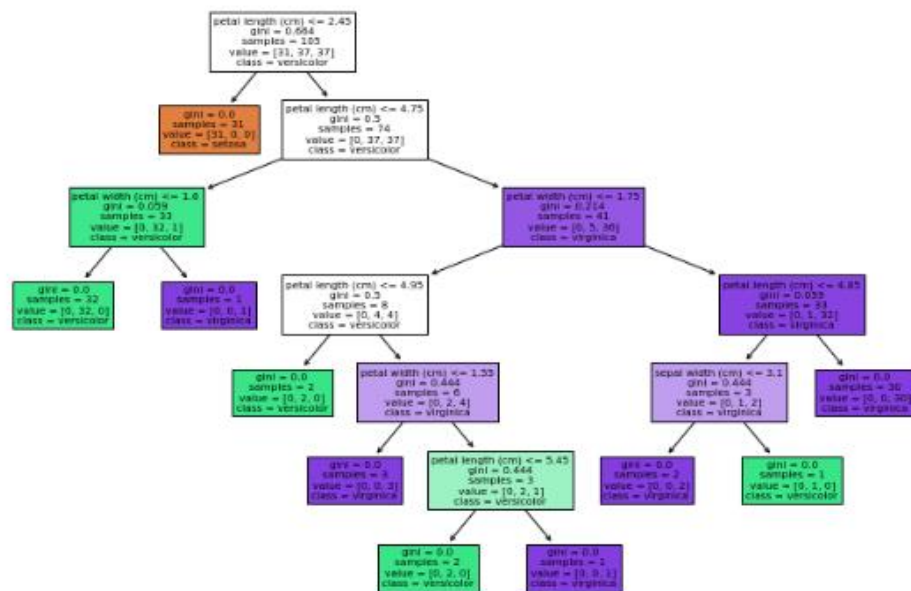 petal length (cm) <= 2.45
gini = 0.664
samples = 105
value = [31, 37, 37]
class = versicolor
gini = 0.0
samples = 31
value = [31, 0, 0]
class = setosa
petal length (cm) <= 4.75
gini = 0.5
samples = 74
value = [0, 37, 37]
class = versicolor
petal width (cm) <= 1.6
gini = 0.059
samples = 33
value = [0, 32, 1]
class = versicolor
petal width (cm) <= 1.75
gini = 0.214
samples = 41
value = [0, 5, 36]
class = virginica
gini = 0.0
samples = 32
value = [0, 32, 0]
class = versicolor
gini = 0.0
samples = 1
value = [0, 0, 1]
class = virginica
petal length (cm) <= 4.95
gini = 0.5
samples = 8
value = [0, 4, 4]
class = versicolor
petal length (cm) <= 4.85
gini = 0.059
samples = 33
value = [0, 1, 32]
class = virginica
gini = 0.0
samples = 2
value = [0, 2, 0]
class = versicolor
petal width (cm) <= 1.55
gini = 0.444
samples = 6
value = [0, 2, 4]
class = virginica
sepal width (cm) <= 3.1
gini = 0.444
samples = 3
value = [0, 1, 2]
class = virginica
gini = 0.0
samples = 30
value = [0, 0, 30]
class = virginica
gini = 0.0
samples = 3
value = [0, 0, 3]
class = virginica
petal length (cm) <= 5.45
gini = 0.444
samples = 3
value = [0, 2, 1]
class = versicolor
gini = 0.0
samples = 2
value = [0, 0, 2]
class = virginica
gini = 0.0
samples = 1
value = [0, 1, 0]
class = versicolor
gini = 0.0
samples = 2
value = [0, 2, 0]
class = versicolor
gini = 0.0
samples = 1
value = [0, 0, 1]
class = virginica